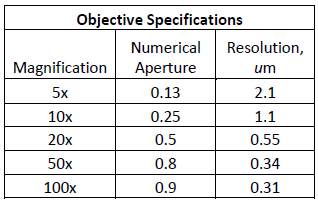 Objective Specifications
Magnification Numerical Aperture Resolution, um
5x 0.13 2.1
10x 0.25 1.1
20x 0.5 0.55
50x 0.8 0.34
100x 0.9 0.31